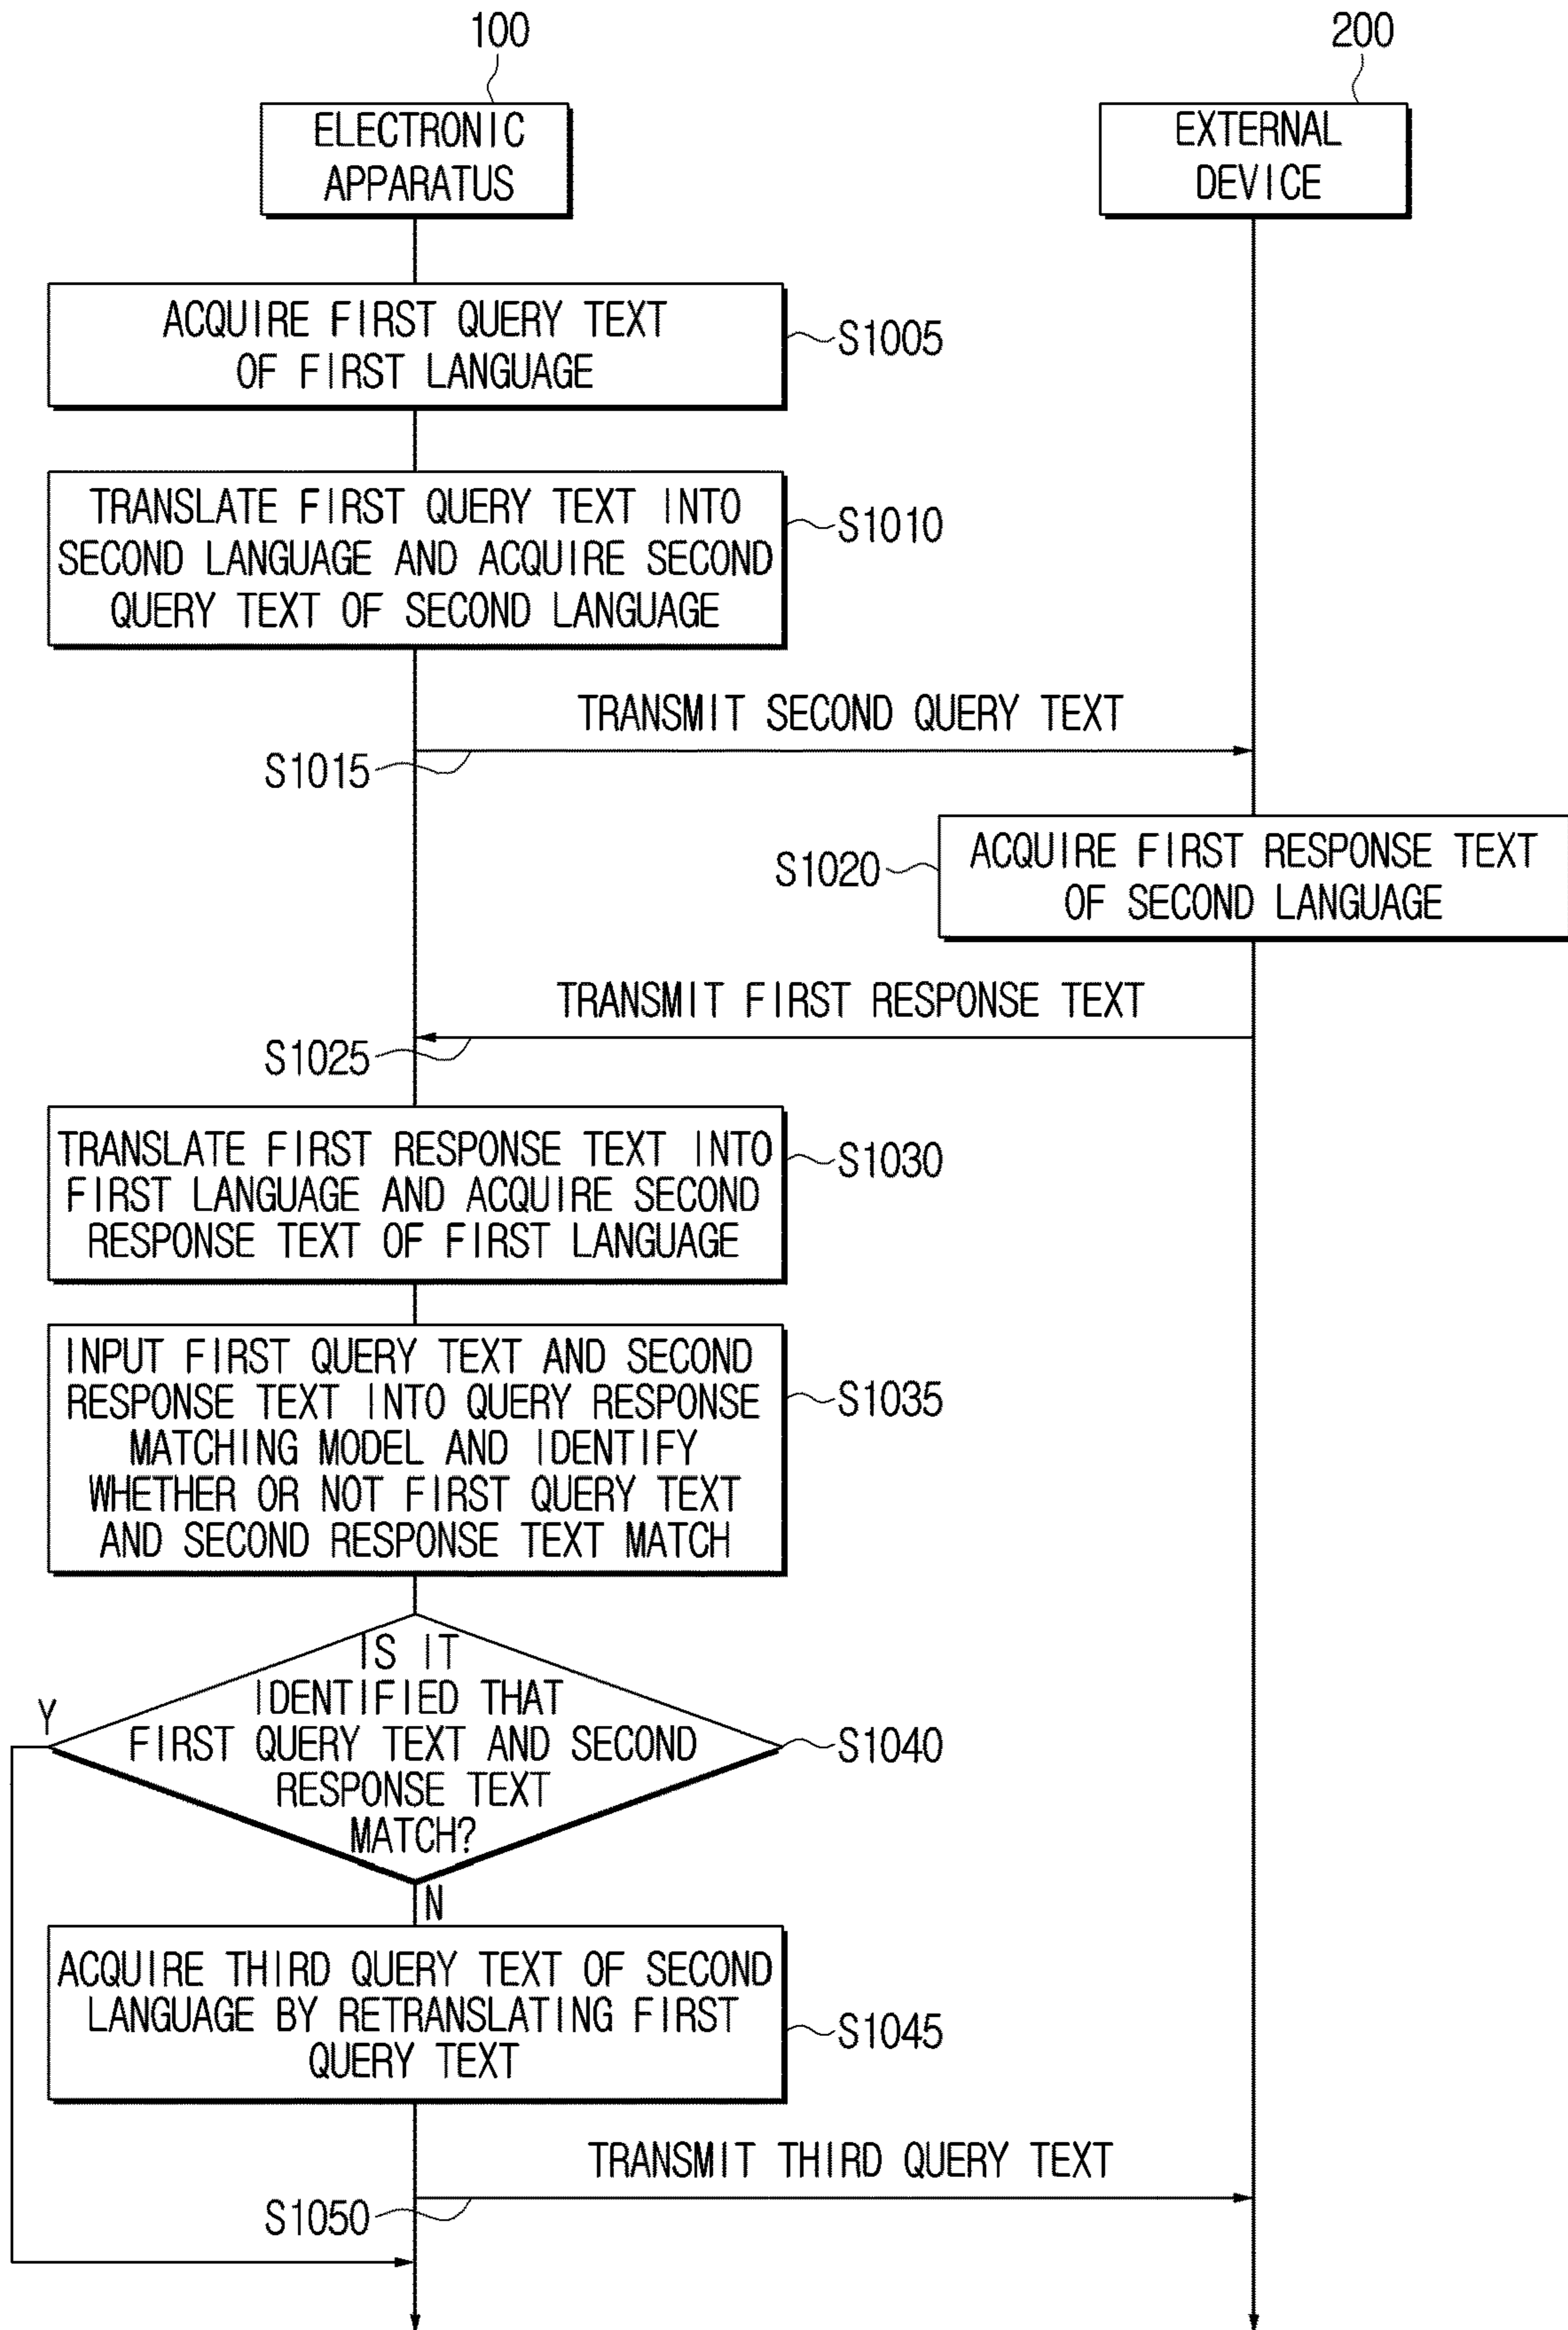 100
200
ELECTRONIC
APPARATUS
EXTERNAL
DEVICE
ACQUIRE FIRST QUERY TEXT
OF FIRST LANGUAGE
S1005
TRANSLATE FIRST QUERY TEXT INTO
SECOND LANGUAGE AND ACQUIRE SECOND
QUERY TEXT OF SECOND LANGUAGE
S1010
TRANSMIT SECOND QUERY TEXT
S1015
S1020
ACQUIRE FIRST RESPONSE TEXT
OF SECOND LANGUAGE
TRANSMIT FIRST RESPONSE TEXT
S1025
TRANSLATE FIRST RESPONSE TEXT INTO
FIRST LANGUAGE AND ACQUIRE SECOND
RESPONSE TEXT OF FIRST LANGUAGE
S1030
INPUT FIRST QUERY TEXT AND SECOND
RESPONSE TEXT INTO QUERY RESPONSE
MATCHING MODEL AND IDENTIFY
WHETHER OR NOT FIRST QUERY TEXT
AND SECOND RESPONSE TEXT MATCH
S1035
IS IT
IDENTIFIED THAT
FIRST QUERY TEXT AND SECOND
RESPONSE TEXT
MATCH?
Y
S1040
N
ACQUIRE THIRD QUERY TEXT OF SECOND
LANGUAGE BY RETRANSLATING FIRST
QUERY TEXT
S1045
TRANSMIT THIRD QUERY TEXT
S1050